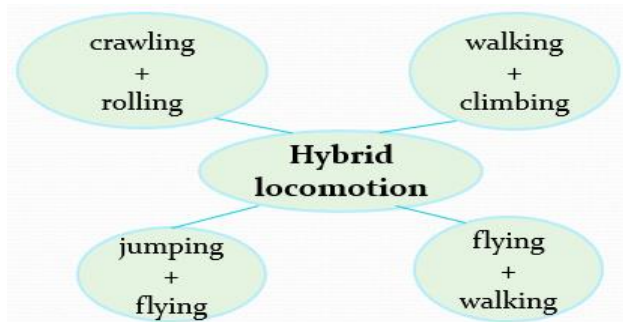 crawling
+
rolling
walking
+
climbing
Hybrid
locomotion
jumping
+
flying
flying
+
walking